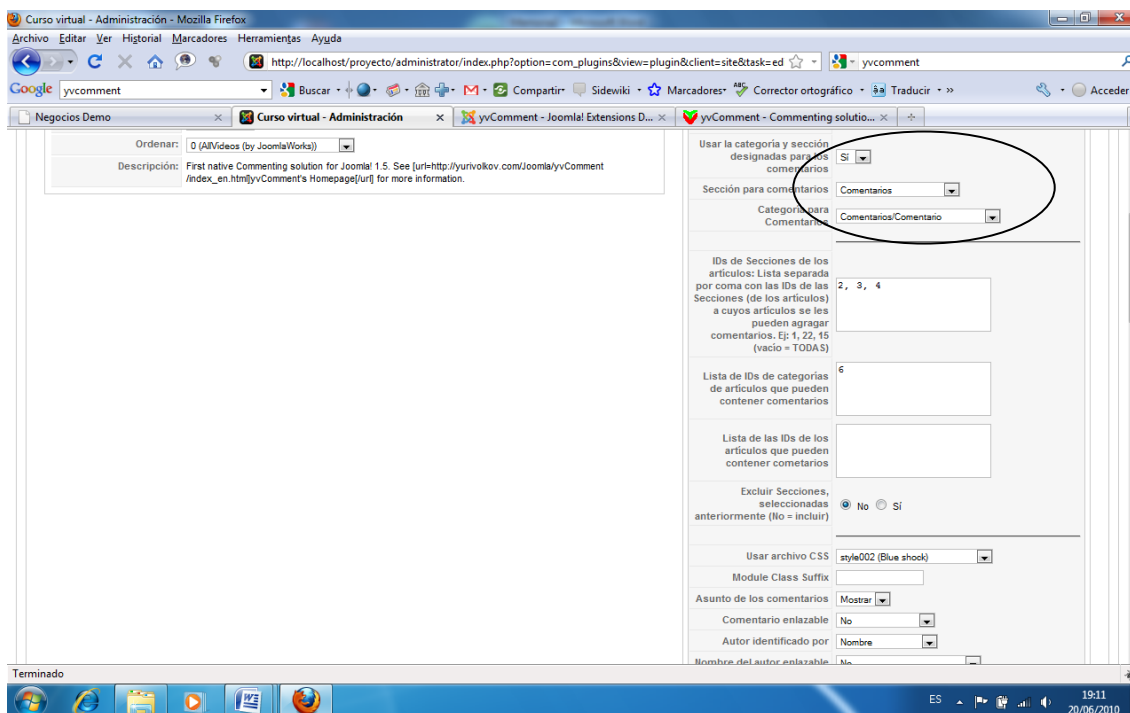 Curso virtual - Administración - Mozilla Firefox
Archivo Editar Ver Historial Marcadores Herramientas Ayuda
http://localhost/proyecto/administrator/index.php?option=com_plugins&view=plugin&client=site&task=ed
yvcomment
Google yvcomment Buscar Compartir Sidewiki Marcadores Corrector ortográfico Traducir » Acceder
Negocios Demo
Curso virtual - Administración
yvComment - Joomla! Extensions D...
yvComment - Commenting solutio...
Ordenar: 0 (AllVideos (by JoomlaWorks))
Descripción: First native Commenting solution for Joomla! 1.5. See [url=http://yurivolkov.com/Joomla/yvComment
/index_en.html]yvComment's Homepage[/url] for more information.
Usar la categoria y sección
designadas para los
comentarios
Sí
Sección para comentarios Comentarios
Categoría para
Comentarios
Comentarios/Comentario
IDs de Secciones de los
artículos: Lista separada
por coma con las IDs de las
Secciones (de los artículos)
a cuyos artículos se les
pueden agragar
comentarios. Ej: 1, 22, 15
(vacío = TODAS)
2, 3, 4
Lista de IDs de categorías
de artículos que pueden
contener comentarios
6
Lista de las IDs de los
artículos que pueden
contener cometarios
Excluir Secciones,
seleccionadas
anteriormente (No = incluir)
No Sí
Usar archivo CSS style002 (Blue shock)
Module Class Suffix
Asunto de los comentarios Mostrar
Comentario enlazable No
Autor identificado por Nombre
Nombre del autor enlazable No
Terminado
ES
19:11
20/06/2010